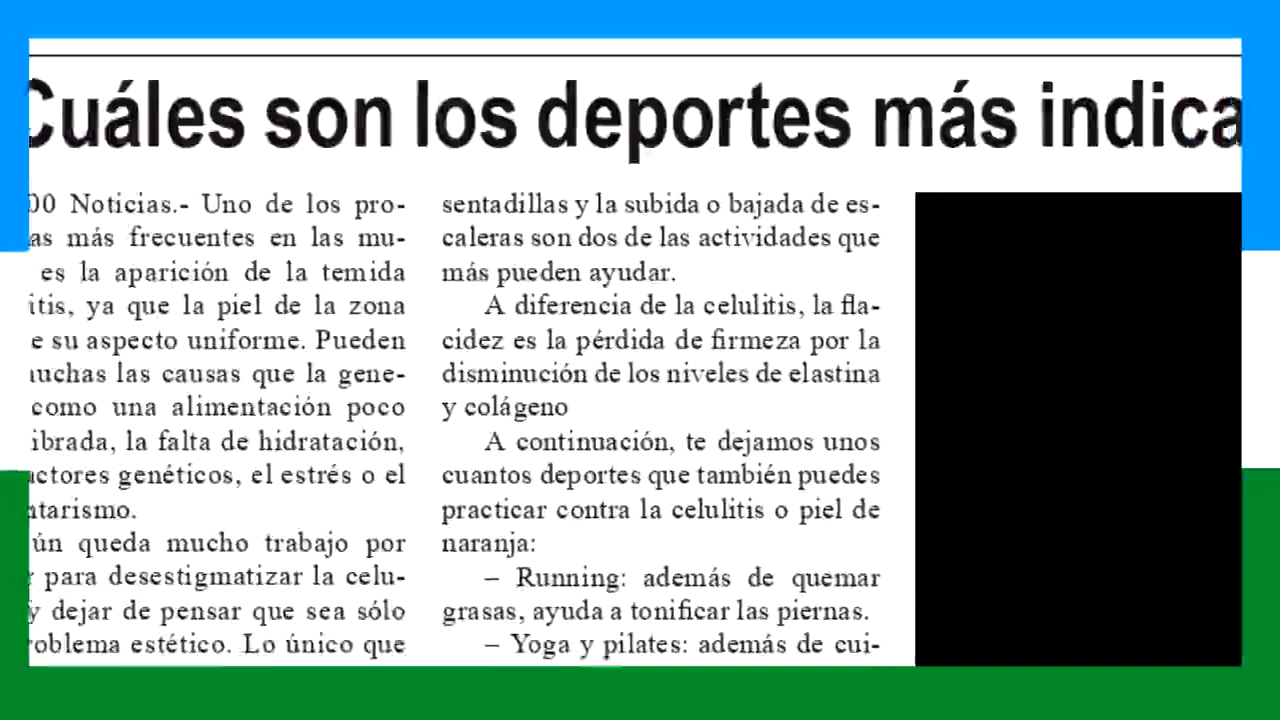 Cuáles son los deportes más indica
00 Noticias.- Uno de los pro-
as más frecuentes en las mu-
es la aparición de la temida
itis, ya que la piel de la zona
e su aspecto uniforme. Pueden
uchas las causas que la gene-
como una alimentación poco
ibrada, la falta de hidratación,
actores genéticos, el estrés o el
ntarismo.
ún queda mucho trabajo por
r para desestigmatizar la celu-
y dejar de pensar que sea sólo
roblema estético. Lo único que
sentadillas y la subida o bajada de es-
caleras son dos de las actividades que
más pueden ayudar.
A diferencia de la celulitis, la fla-
cidez es la pérdida de firmeza por la
disminución de los niveles de elastina
y colágeno
A continuación, te dejamos unos
cuantos deportes que también puedes
practicar contra la celulitis o piel de
naranja:
– Running: además de quemar
grasas, ayuda a tonificar las piernas.
– Yoga y pilates: además de cui-